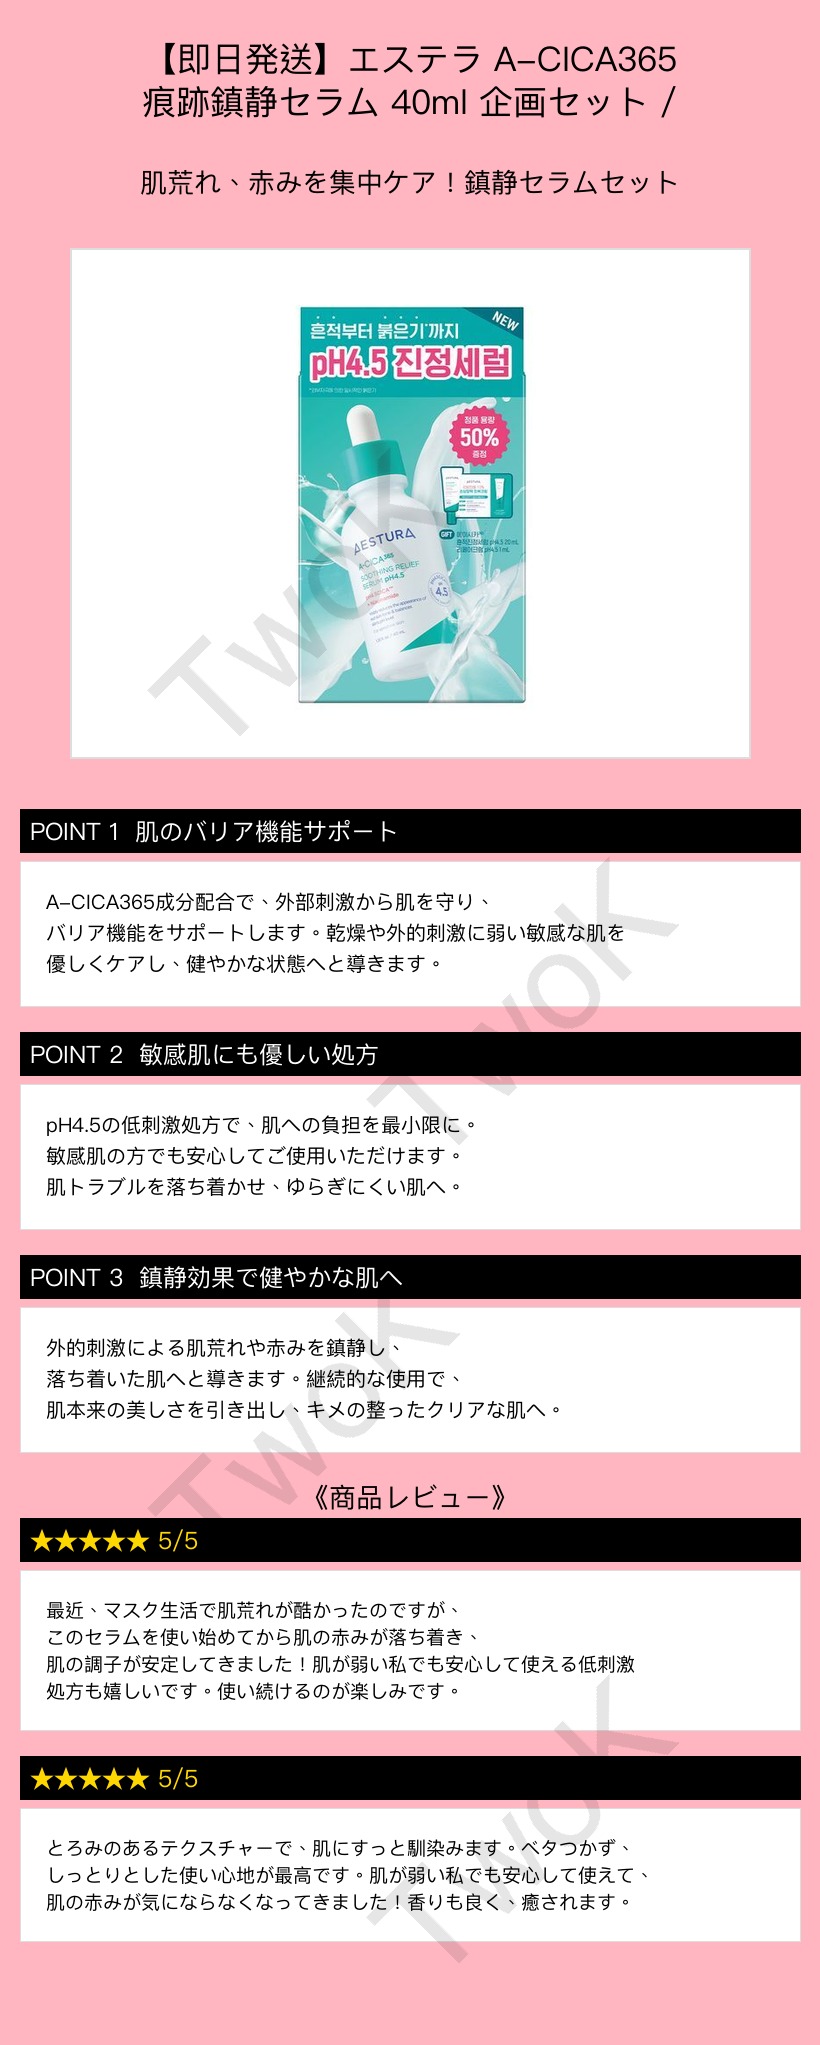 【即日発送】エステラ A-CICA365
痕跡鎮静セラム 40ml 企画セット /
肌荒れ、赤みを集中ケア！鎮静セラムセット
NEW
흔적부터 붉은기*까지
pH4.5 진정세럼
정품 용량
50%
증정
AESTURA
A-CICA365
SOOTHING RELIEF
SERUM pH4.5
4.5
GIFT
TwoK
POINT 1 肌のバリア機能サポート
A-CICA365成分配合で、外部刺激から肌を守り、
バリア機能をサポートします。乾燥や外的刺激に弱い敏感な肌を
優しくケアし、健やかな状態へと導きます。
TwoK
POINT 2 敏感肌にも優しい処方
pH4.5の低刺激処方で、肌への負担を最小限に。
敏感肌の方でも安心してご使用いただけます。
肌トラブルを落ち着かせ、ゆらぎにくい肌へ。
POINT 3 鎮静効果で健やかな肌へ
外的刺激による肌荒れや赤みを鎮静し、
落ち着いた肌へと導きます。継続的な使用で、
肌本来の美しさを引き出し、キメの整ったクリアな肌へ。
TwoK
《商品レビュー》
★★★★★ 5/5
最近、マスク生活で肌荒れが酷かったのですが、
このセラムを使い始めてから肌の赤みが落ち着き、
肌の調子が安定してきました！肌が弱い私でも安心して使える低刺激
処方も嬉しいです。使い続けるのが楽しみです。
★★★★★ 5/5
とろみのあるテクスチャーで、肌にすっと馴染みます。ベタつかず、
しっとりとした使い心地が最高です。肌が弱い私でも安心して使えて、
肌の赤みが気にならなくなってきました！香りも良く、癒されます。
TwoK